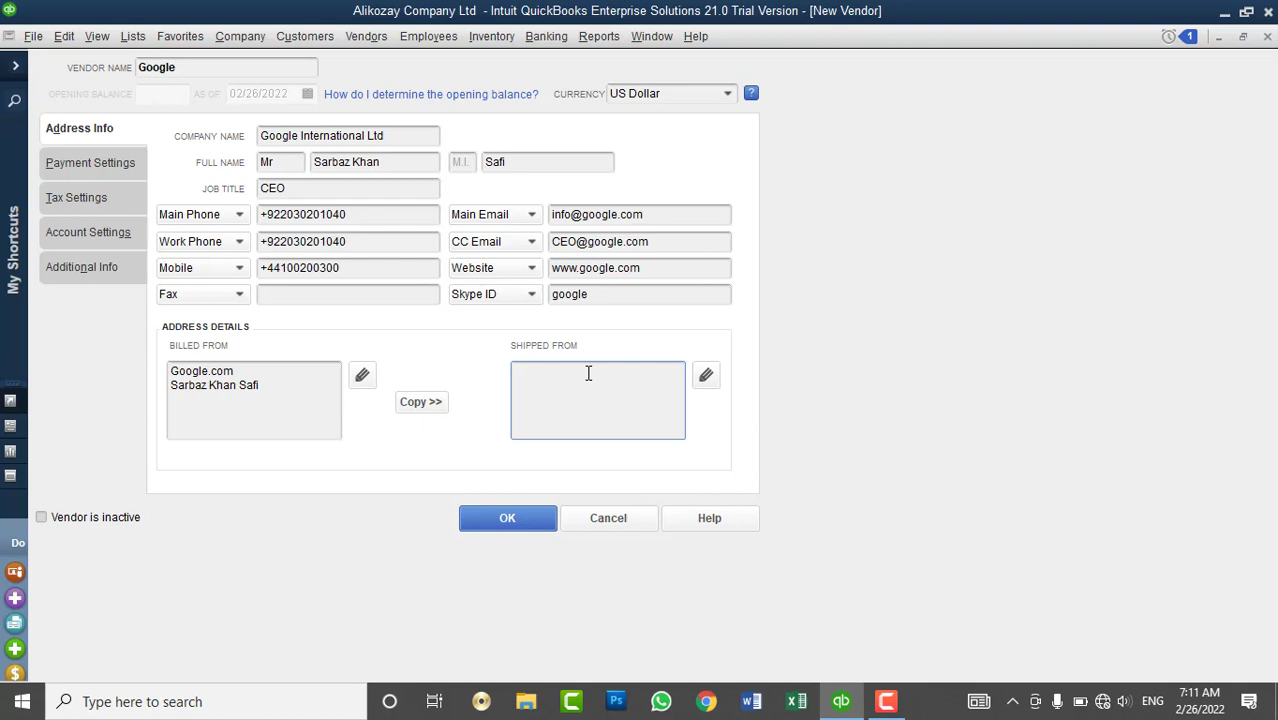 Alikozay Company Ltd - Intuit QuickBooks Enterprise Solutions 21.0 Trial Version - [New Vendor]
File Edit View Lists Favorites Company Customers Vendors Employees Inventory Banking Reports Window Help 1
VENDOR NAME Google
OPENING BALANCE AS OF 02/26/2022 How do I determine the opening balance? CURRENCY US Dollar ?
Address Info
Payment Settings
Tax Settings
Account Settings
Additional Info
COMPANY NAME Google International Ltd
FULL NAME Mr Sarbaz Khan M.I. Safi
JOB TITLE CEO
Main Phone +922030201040 Main Email info@google.com
Work Phone +922030201040 CC Email CEO@google.com
Mobile +44100200300 Website www.google.com
Fax Skype ID google
ADDRESS DETAILS
BILLED FROM SHIPPED FROM
Google.com
Sarbaz Khan Safi
Copy >>
Vendor is inactive OK Cancel Help
My Shortcuts
Do
Type here to search ENG 7:11 AM
2/26/2022